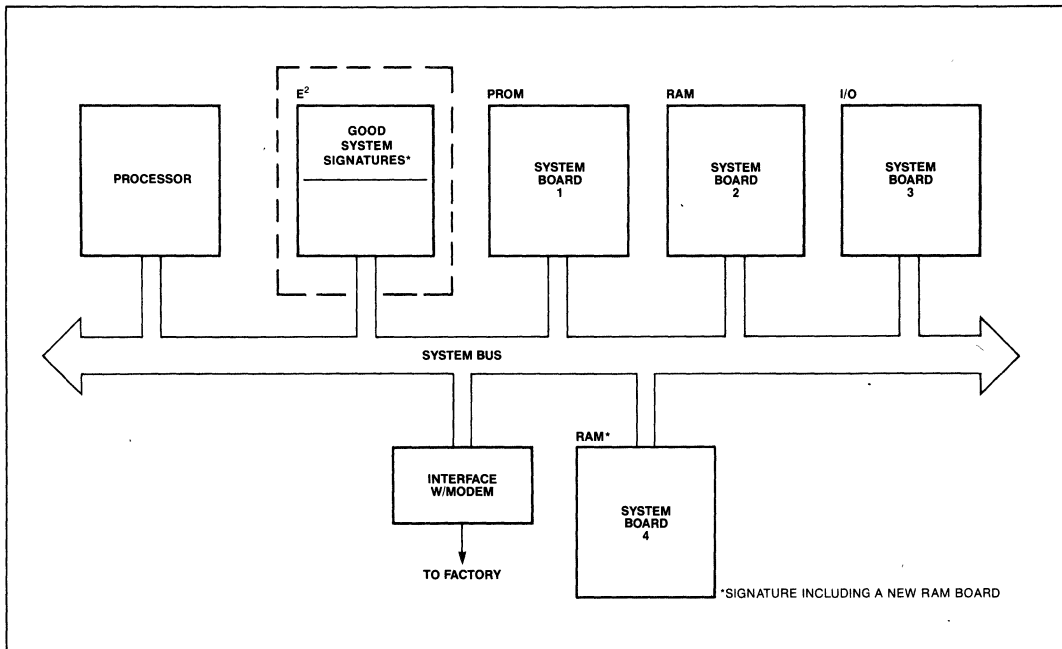 E²
PROM
RAM
I/O
PROCESSOR
GOOD
SYSTEM
SIGNATURES*
SYSTEM
BOARD
1
SYSTEM
BOARD
2
SYSTEM
BOARD
3
SYSTEM BUS
INTERFACE
W/MODEM
TO FACTORY
RAM*
SYSTEM
BOARD
4
*SIGNATURE INCLUDING A NEW RAM BOARD